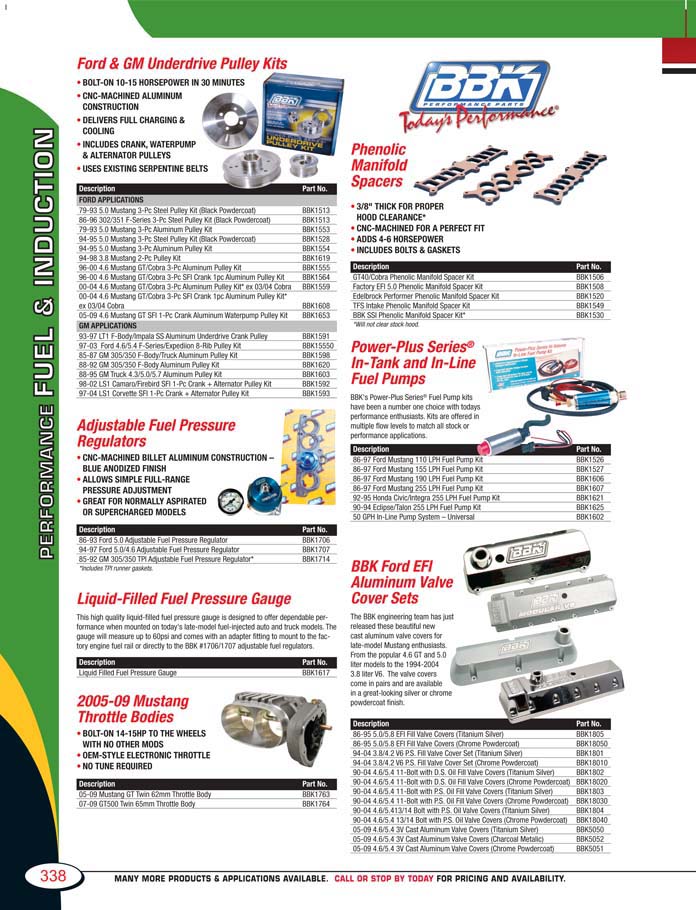 PERFORMANCE FUEL & INDUCTION
Ford & GM Underdrive Pulley Kits
• BOLT-ON 10-15 HORSEPOWER IN 30 MINUTES
• CNC-MACHINED ALUMINUM
CONSTRUCTION
• DELIVERS FULL CHARGING &
COOLING
• INCLUDES CRANK, WATERPUMP
& ALTERNATOR PULLEYS
• USES EXISTING SERPENTINE BELTS
BBK
UNDERDRIVE
PULLEY KIT
Description Part No.
FORD APPLICATIONS
79-93 5.0 Mustang 3-Pc Steel Pulley Kit (Black Powdercoat) BBK1513
86-96 302/351 F-Series 3-Pc Steel Pulley Kit (Black Powdercoat) BBK1513
79-93 5.0 Mustang 3-Pc Aluminum Pulley Kit BBK1553
94-95 5.0 Mustang 3-Pc Steel Pulley Kit (Black Powdercoat) BBK1528
94-95 5.0 Mustang 3-Pc Aluminum Pulley Kit BBK1554
94-98 3.8 Mustang 2-Pc Pulley Kit BBK1619
96-00 4.6 Mustang GT/Cobra 3-Pc Aluminum Pulley Kit BBK1555
96-00 4.6 Mustang GT/Cobra 3-Pc SFI Crank 1pc Aluminum Pulley Kit BBK1564
00-04 4.6 Mustang GT/Cobra 3-Pc Aluminum Pulley Kit* ex 03/04 Cobra BBK1559
00-04 4.6 Mustang GT/Cobra 3-Pc SFI Crank 1pc Aluminum Pulley Kit*
ex 03/04 Cobra BBK1608
05-09 4.6 Mustang GT SFI 1-Pc Crank Aluminum Waterpump Pulley Kit BBK1653
GM APPLICATIONS
93-97 LT1 F-Body/Impala SS Aluminum Underdrive Crank Pulley BBK1591
97-03 Ford 4.6/5.4 F-Series/Expediion 8-Rib Pulley Kit BBK15550
85-87 GM 305/350 F-Body/Truck Aluminum Pulley Kit BBK1598
88-92 GM 305/350 F-Body Aluminum Pulley Kit BBK1620
88-95 GM Truck 4.3/5.0/5.7 Aluminum Pulley Kit BBK1603
98-02 LS1 Camaro/Firebird SFI 1-Pc Crank + Alternator Pulley Kit BBK1592
97-04 LS1 Corvette SFI 1-Pc Crank + Alternator Pulley Kit BBK1593
Adjustable Fuel Pressure
Regulators
• CNC-MACHINED BILLET ALUMINUM CONSTRUCTION –
BLUE ANODIZED FINISH
• ALLOWS SIMPLE FULL-RANGE
PRESSURE ADJUSTMENT
• GREAT FOR NORMALLY ASPIRATED
OR SUPERCHARGED MODELS
Description Part No.
86-93 Ford 5.0 Adjustable Fuel Pressure Regulator BBK1706
94-97 Ford 5.0/4.6 Adjustable Fuel Pressure Regulator BBK1707
85-92 GM 305/350 TPI Adjustable Fuel Pressure Regulator* BBK1714
*Includes TPI runner gaskets.
Liquid-Filled Fuel Pressure Gauge
This high quality liquid-filled fuel pressure gauge is designed to offer dependable per-
formance when mounted on today's late-model fuel-injected auto and truck models. The
gauge will measure up to 60psi and comes with an adapter fitting to mount to the fac-
tory engine fuel rail or directly to the BBK #1706/1707 adjustable fuel regulators.
Description Part No.
Liquid Filled Fuel Pressure Gauge BBK1617
2005-09 Mustang
Throttle Bodies
• BOLT-ON 14-15HP TO THE WHEELS
WITH NO OTHER MODS
• OEM-STYLE ELECTRONIC THROTTLE
• NO TUNE REQUIRED
Description Part No.
05-09 Mustang GT Twin 62mm Throttle Body BBK1763
07-09 GT500 Twin 65mm Throttle Body BBK1764
BBK
PERFORMANCE PARTS
Today's Performance®
Phenolic
Manifold
Spacers
• 3/8" THICK FOR PROPER
HOOD CLEARANCE*
• CNC-MACHINED FOR A PERFECT FIT
• ADDS 4-6 HORSEPOWER
• INCLUDES BOLTS & GASKETS
Description Part No.
GT40/Cobra Phenolic Manifold Spacer Kit BBK1506
Factory EFI 5.0 Phenolic Manifold Spacer Kit BBK1508
Edelbrock Performer Phenolic Manifold Spacer Kit BBK1520
TFS Intake Phenolic Manifold Spacer Kit BBK1549
BBK SSI Phenolic Manifold Spacer Kit* BBK1530
*Will not clear stock hood.
Power-Plus Series®
In-Tank and In-Line
Fuel Pumps
BBK's Power-Plus Series® Fuel Pump kits
have been a number one choice with todays
performance enthusiasts. Kits are offered in
multiple flow levels to match all stock or
performance applications.
Description Part No.
86-97 Ford Mustang 110 LPH Fuel Pump Kit BBK1526
86-97 Ford Mustang 155 LPH Fuel Pump Kit BBK1527
86-97 Ford Mustang 190 LPH Fuel Pump Kit BBK1606
86-97 Ford Mustang 255 LPH Fuel Pump Kit BBK1607
92-95 Honda Civic/Integra 255 LPH Fuel Pump Kit BBK1621
90-94 Eclipse/Talon 255 LPH Fuel Pump Kit BBK1625
50 GPH In-Line Pump System – Universal BBK1602
BBK Ford EFI
Aluminum Valve
Cover Sets
The BBK engineering team has just
released these beautiful new
cast aluminum valve covers for
late-model Mustang enthusiasts.
From the popular 4.6 GT and 5.0
liter models to the 1994-2004
3.8 liter V6. The valve covers
come in pairs and are available
in a great-looking silver or chrome
powdercoat finish.
BBK
BBK
MODULAR V8
Description Part No.
86-95 5.0/5.8 EFI Fill Valve Covers (Titanium Silver) BBK1805
86-95 5.0/5.8 EFI Fill Valve Covers (Chrome Powdercoat) BBK18050
94-04 3.8/4.2 V6 P.S. Fill Valve Cover Set (Titanium Silver) BBK1801
94-04 3.8/4.2 V6 P.S. Fill Valve Cover Set (Chrome Powdercoat) BBK18010
90-04 4.6/5.4 11-Bolt with D.S. Oil Fill Valve Covers (Titanium Silver) BBK1802
90-04 4.6/5.4 11-Bolt with D.S. Oil Fill Valve Covers (Chrome Powdercoat) BBK18020
90-04 4.6/5.4 11-Bolt with P.S. Oil Fill Valve Covers (Titanium Silver) BBK1803
90-04 4.6/5.4 11-Bolt with P.S. Oil Fill Valve Covers (Chrome Powdercoat) BBK18030
90-04 4.6/5.413/14 Bolt with P.S. Oil Valve Covers (Titanium Silver) BBK1804
90-04 4.6/5.4 13/14 Bolt with P.S. Oil Valve Covers (Chrome Powdercoat) BBK18040
05-09 4.6/5.4 3V Cast Aluminum Valve Covers (Titanium Silver) BBK5050
05-09 4.6/5.4 3V Cast Aluminum Valve Covers (Charcoal Metalic) BBK5052
05-09 4.6/5.4 3V Cast Aluminum Valve Covers (Chrome Powdercoat) BBK5051
338
MANY MORE PRODUCTS & APPLICATIONS AVAILABLE. CALL OR STOP BY TODAY FOR PRICING AND AVAILABILITY.